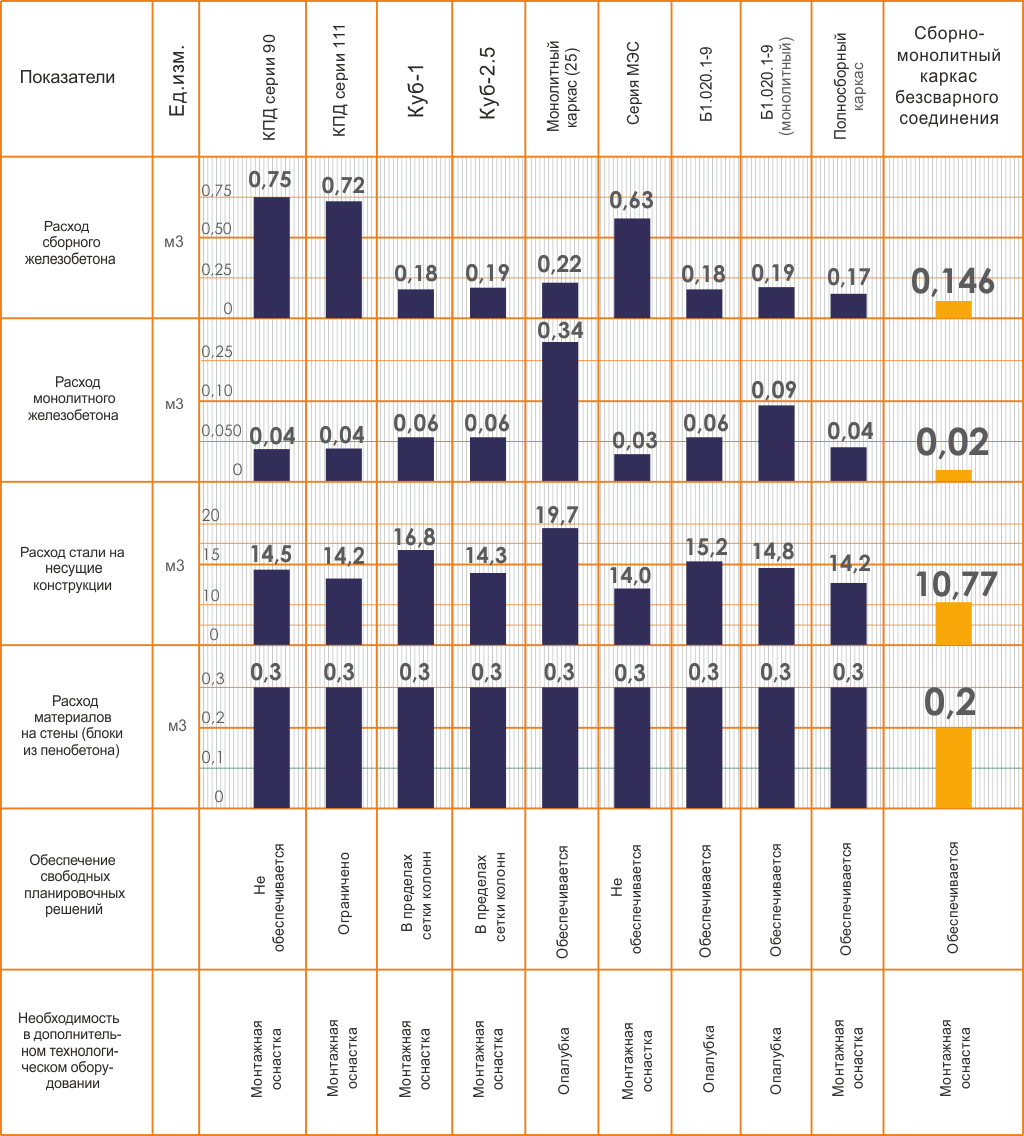 Показатели
Ед.изм.
КПД серии 90
КПД серии 111
Куб-1
Куб-2.5
Монолитный
каркас (25)
Серия МЭС
Б1.020.1-9
Б1.020.1-9
(монолитный)
Полносборный
каркас
Сборно-
монолитный
каркас
безсварного
соединения
Расход
сборного
железобетона
м3
0,75
0,50
0,25
0
0,75
0,72
0,18
0,19
0,22
0,63
0,18
0,19
0,17
0,146
Расход
монолитного
железобетона
м3
0,25
0,10
0,050
0
0,04
0,04
0,06
0,06
0,34
0,03
0,06
0,09
0,04
0,02
Расход стали на
несущие
конструкции
м3
20
15
10
0
14,5
14,2
16,8
14,3
19,7
14,0
15,2
14,8
14,2
10,77
Расход
материалов
на стены (блоки
из пенобетона)
м3
0,3
0,2
0,1
0
0,3
0,3
0,3
0,3
0,3
0,3
0,3
0,3
0,3
0,2
Обеспечение
свободных
планировочных
решений
Не
обеспечивается
Ограничено
В пределах
сетки колонн
В пределах
сетки колонн
Обеспечивается
Не
обеспечивается
Обеспечивается
Обеспечивается
Обеспечивается
Обеспечивается
Необходимость
в дополнитель-
ном технологи-
ческом обору-
довании
Монтажная
оснастка
Монтажная
оснастка
Монтажная
оснастка
Монтажная
оснастка
Опалубка
Монтажная
оснастка
Опалубка
Опалубка
Монтажная
оснастка
Монтажная
оснастка